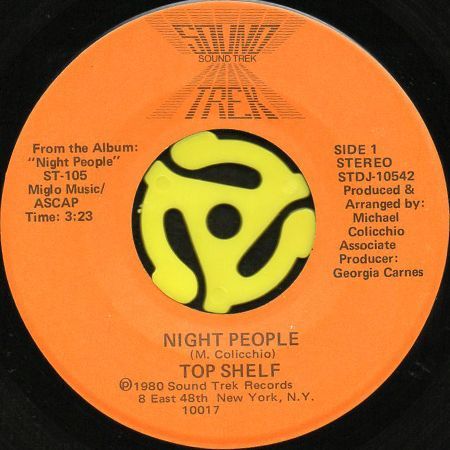 SOUND
SOUND TREK
TREK
From the Album:
"Night People"
ST-105
Miglo Music/
ASCAP
Time: 3:23
SIDE 1
STEREO
STDJ-10542
Produced &
Arranged by:
Michael
Colicchio
Associate
Producer:
Georgia Carnes
NIGHT PEOPLE
(M. Colicchio)
TOP SHELF
℗1980 Sound Trek Records
8 East 48th New York, N.Y.
10017